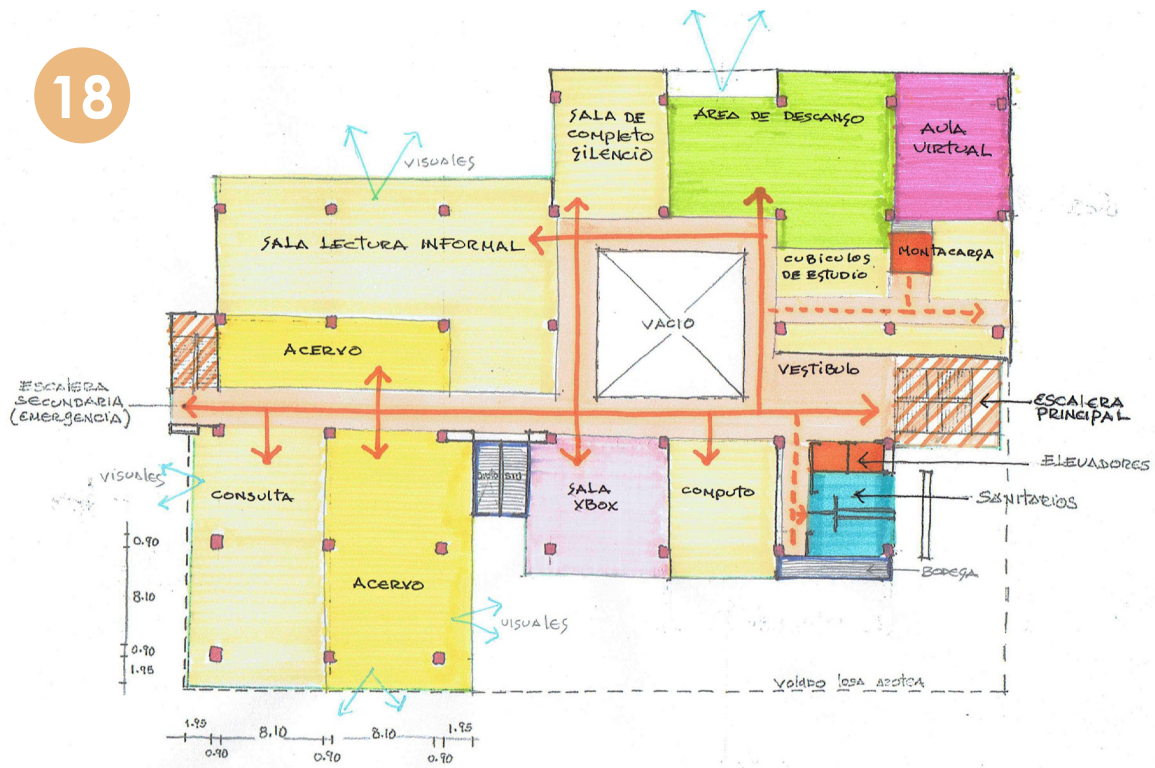 18
SALA DE
COMPLETO
SILENCIO
AREA DE DESCANSO
AULA
VIRTUAL
VISUALES
SALA LECTURA INFORMAL
CUBICULOS
DE ESTUDIO
MONTACARGA
VACIO
ACERVO
VESTIBULO
ESCALERA
SECUNDARIA
(EMERGENCIA)
ESCALERA
PRINCIPAL
ELEVADORES
VISUALES
CONSULTA
SALA
XBOX
COMPUTO
SANITARIOS
0.90
ACERVO
BODEGA
8.10
VISUALES
0.90
1.95
VOLADO LOSA AZOTEA
1.95
8.10
8.10
1.95
0.90
0.90
0.90